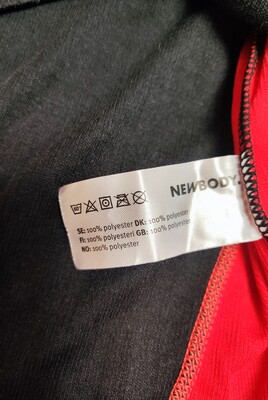 NEWBODY.
SE: 100% polyester DK: 100% polyester
FI: 100% polyesteri GB: 100% polyester
NO: 100% polyester